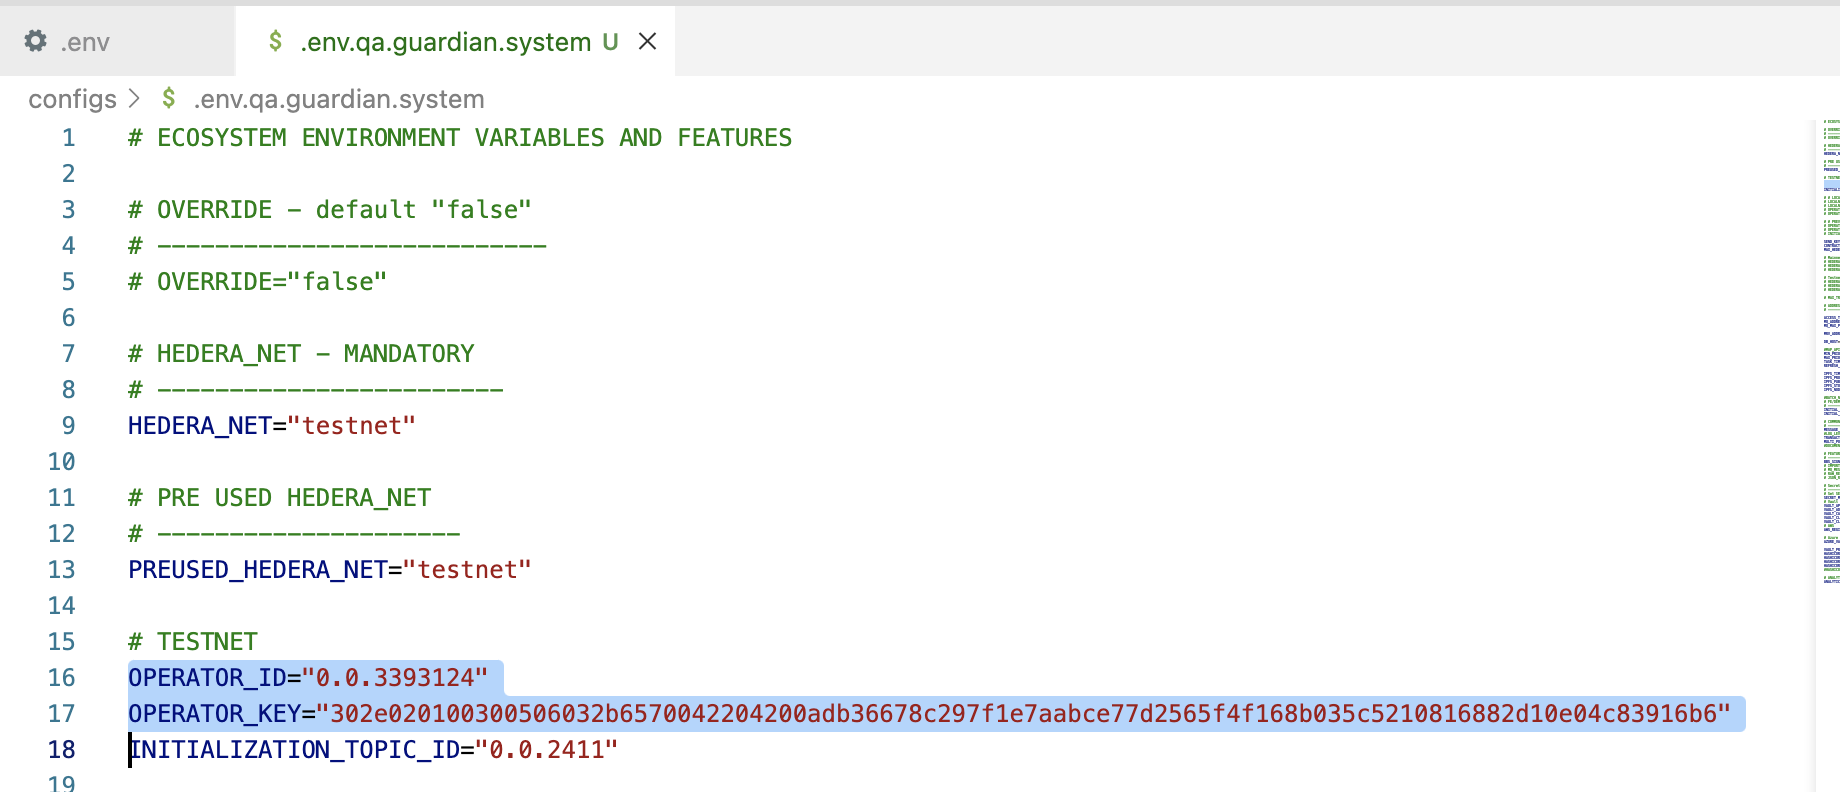 .env
$ .env.qa.guardian.system U
configs > $ .env.qa.guardian.system
1 # ECOSYSTEM ENVIRONMENT VARIABLES AND FEATURES
2
3 # OVERRIDE - default "false"
4 # ---------------------------
5 # OVERRIDE="false"
6
7 # HEDERA_NET - MANDATORY
8 # ------------------------
9 HEDERA_NET="testnet"
10
11 # PRE USED HEDERA_NET
12 # ---------------------
13 PREUSED_HEDERA_NET="testnet"
14
15 # TESTNET
16 OPERATOR_ID="0.0.3393124"
17 OPERATOR_KEY="302e020100300506032b6570042204200adb36678c297f1e7aabce77d2565f4f168b035c5210816882d10e04c83916b6"
18 INITIALIZATION_TOPIC_ID="0.0.2411"
19